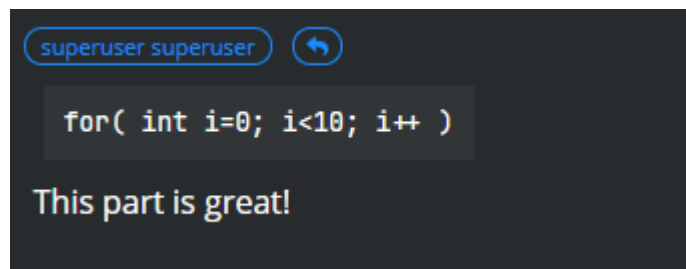 superuser superuser
for( int i=0; i<10; i++ )
This part is great!